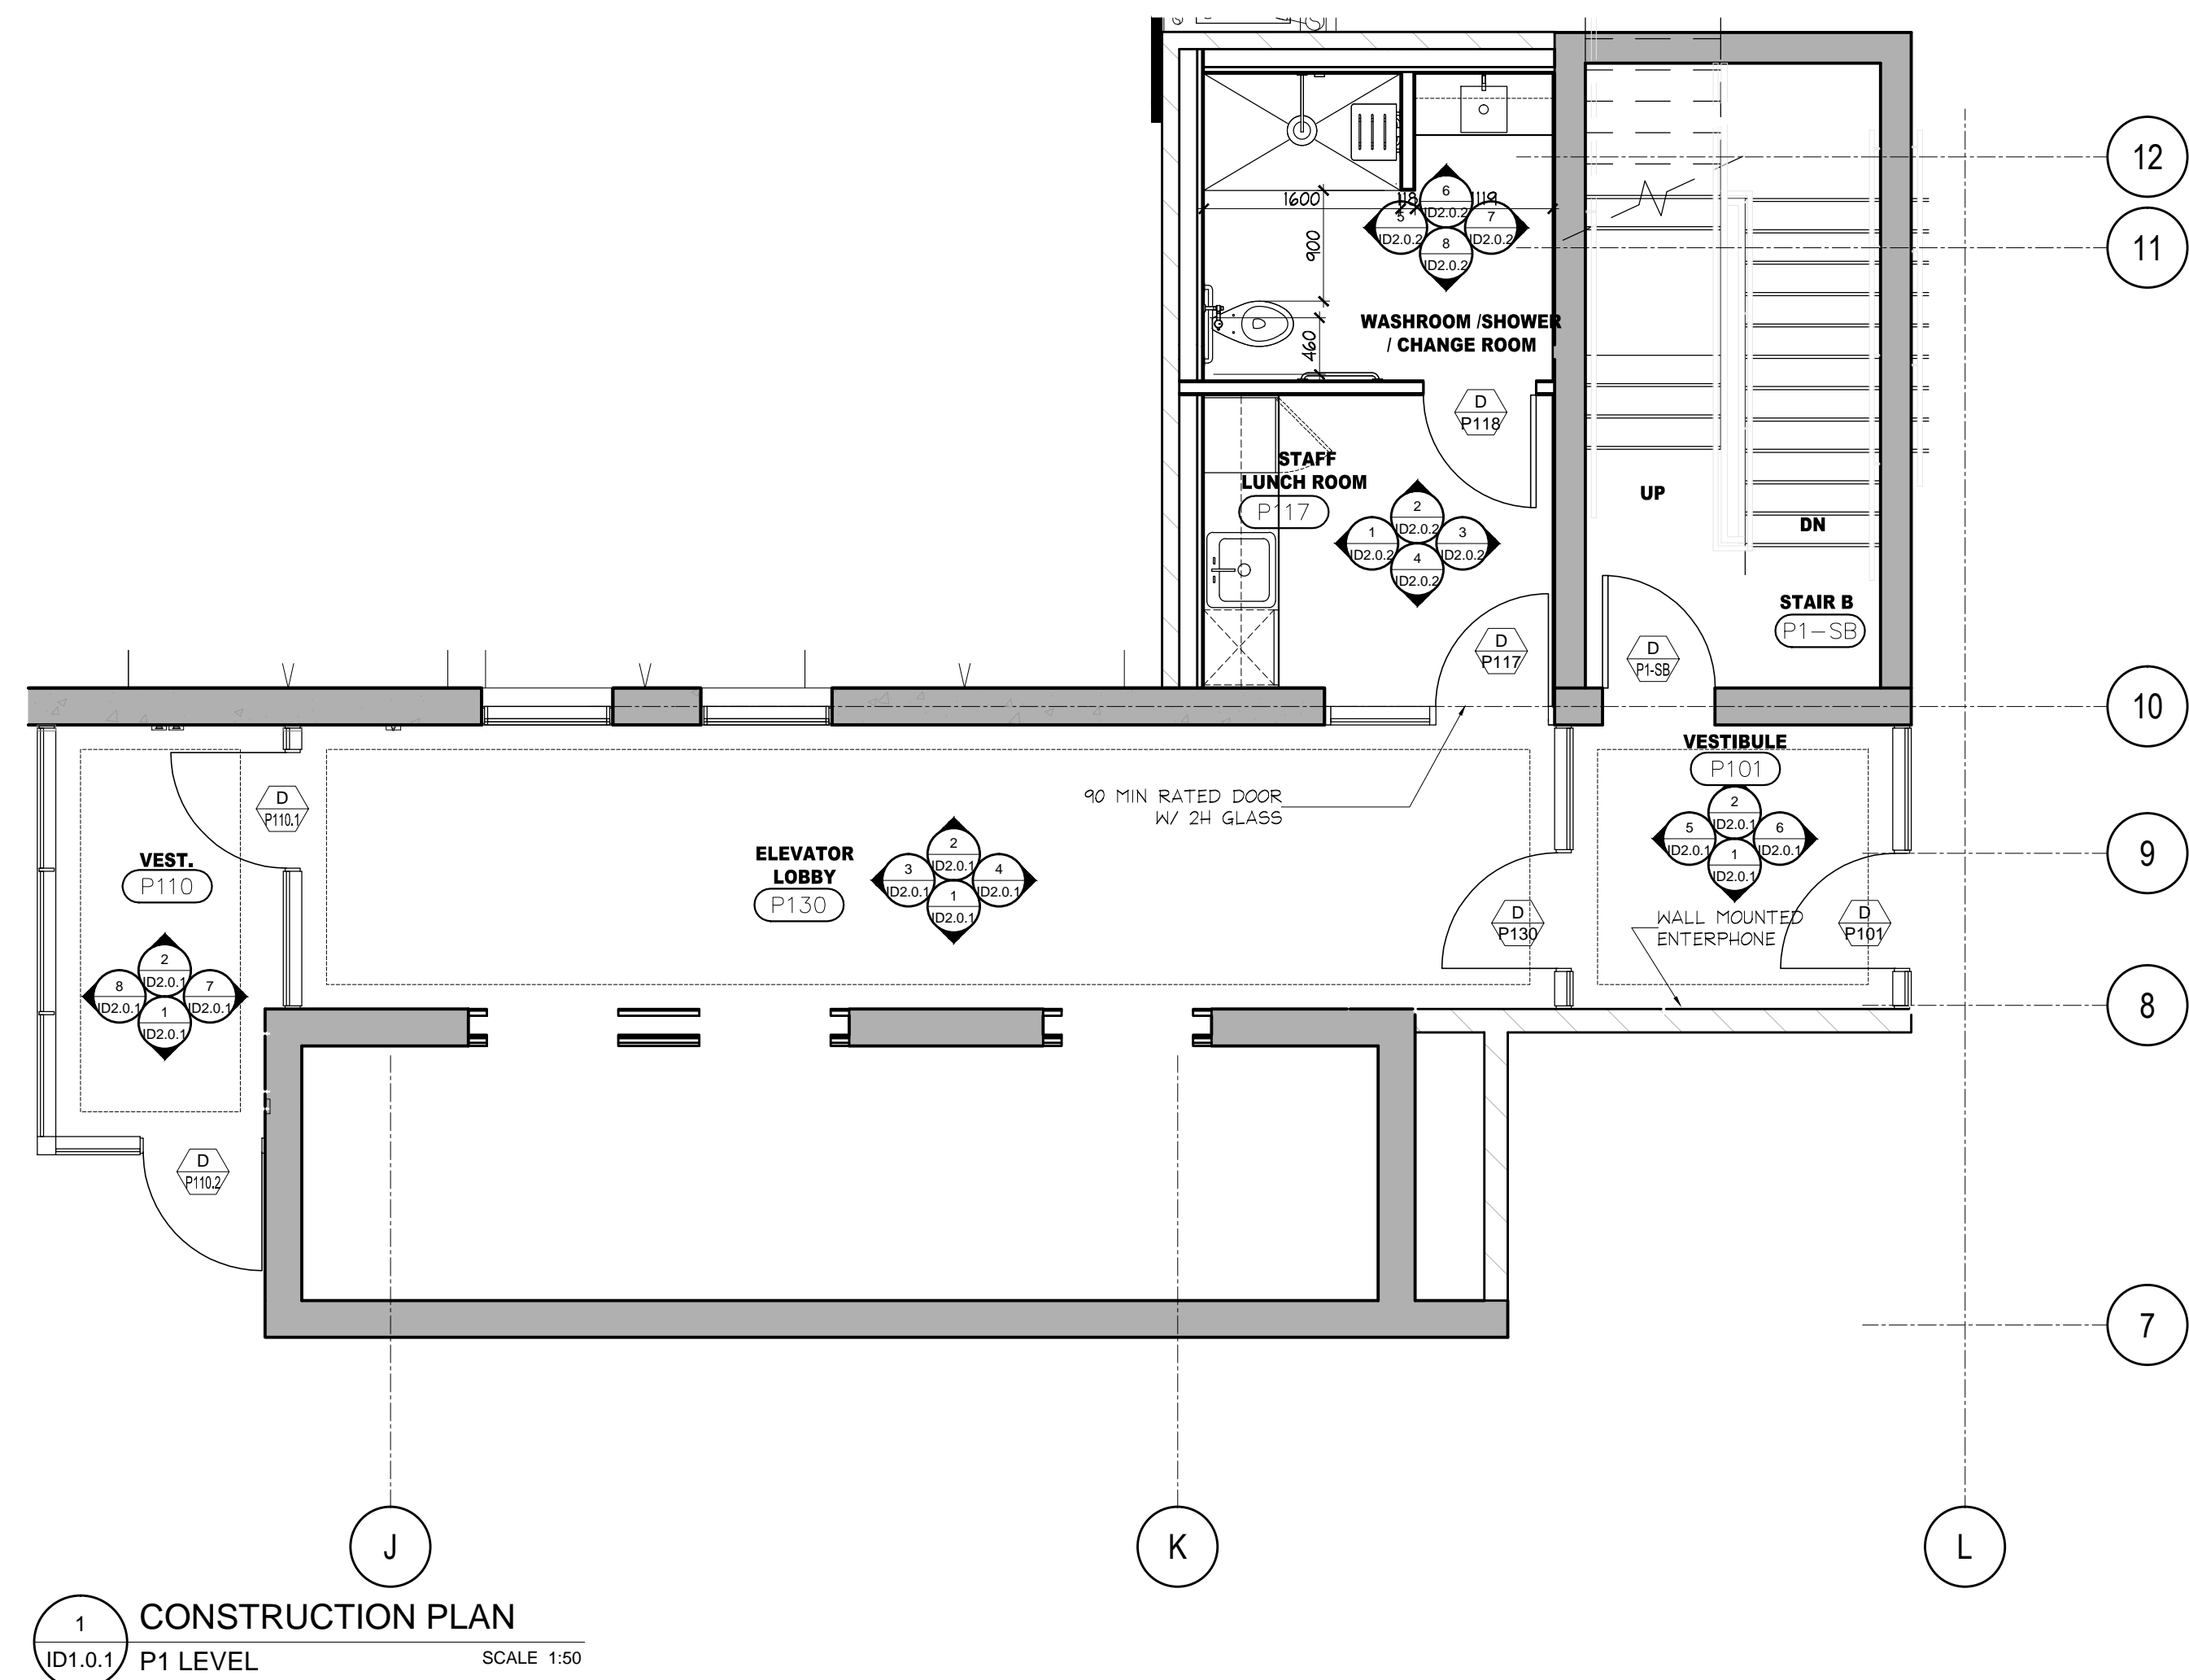 12
11
10
9
8
7
J
K
L
1600
118
1119
900
460
6
ID2.0.2
5
ID2.0.2
7
ID2.0.2
8
ID2.0.2
WASHROOM /SHOWER
/ CHANGE ROOM
D
P118
STAFF
LUNCH ROOM
P117
2
ID2.0.2
1
ID2.0.2
3
ID2.0.2
4
ID2.0.2
D
P117
UP
DN
STAIR B
P1-SB
D
P1-SB
VESTIBULE
P101
2
ID2.0.1
5
ID2.0.1
6
ID2.0.1
1
ID2.0.1
WALL MOUNTED
ENTERPHONE
D
P101
D
P130
90 MIN RATED DOOR
W/ 2H GLASS
ELEVATOR
LOBBY
P130
2
ID2.0.1
3
ID2.0.1
4
ID2.0.1
1
ID2.0.1
D
P110.1
VEST.
P110
2
ID2.0.1
8
ID2.0.1
7
ID2.0.1
1
ID2.0.1
D
P110.2
1
ID1.0.1
CONSTRUCTION PLAN
P1 LEVEL
SCALE 1:50